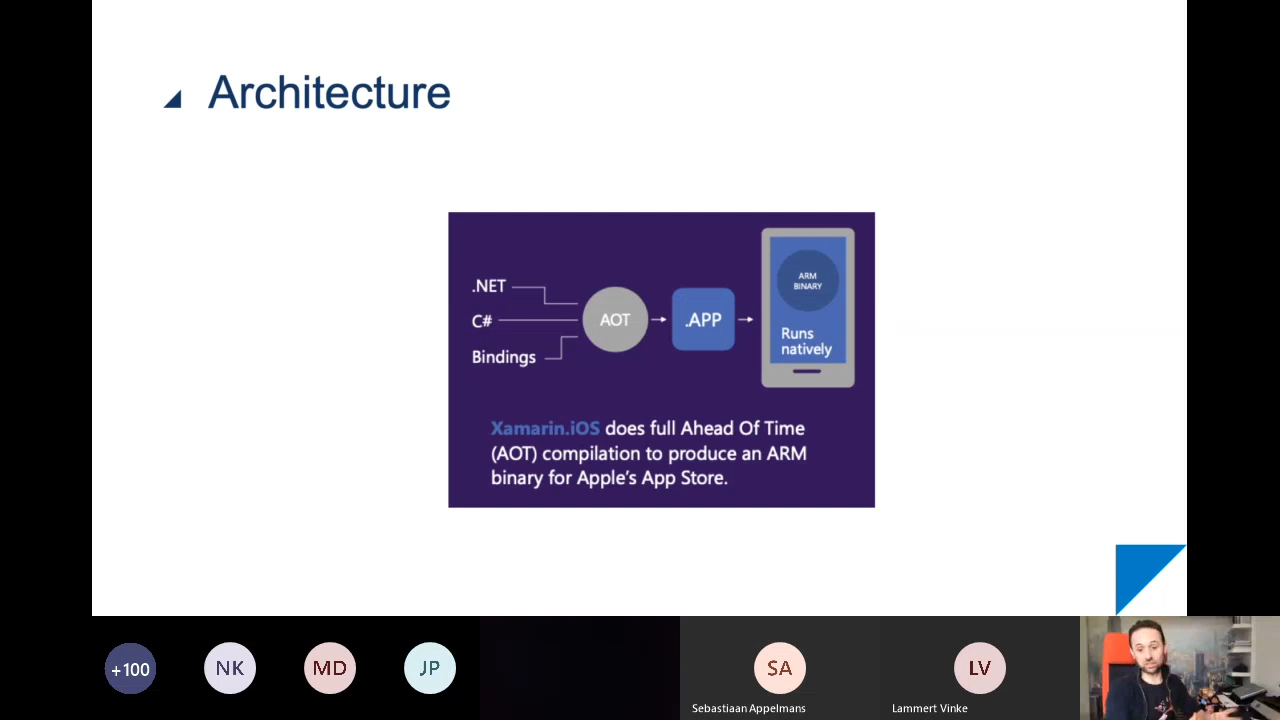 Architecture
.NET
C#
Bindings
AOT
.APP
ARM
BINARY
Runs
natively
Xamarin.iOS does full Ahead Of Time
(AOT) compilation to produce an ARM
binary for Apple's App Store.
+100
NK
MD
JP
SA
LV
Sebastiaan Appelmans
Lammert Vinke